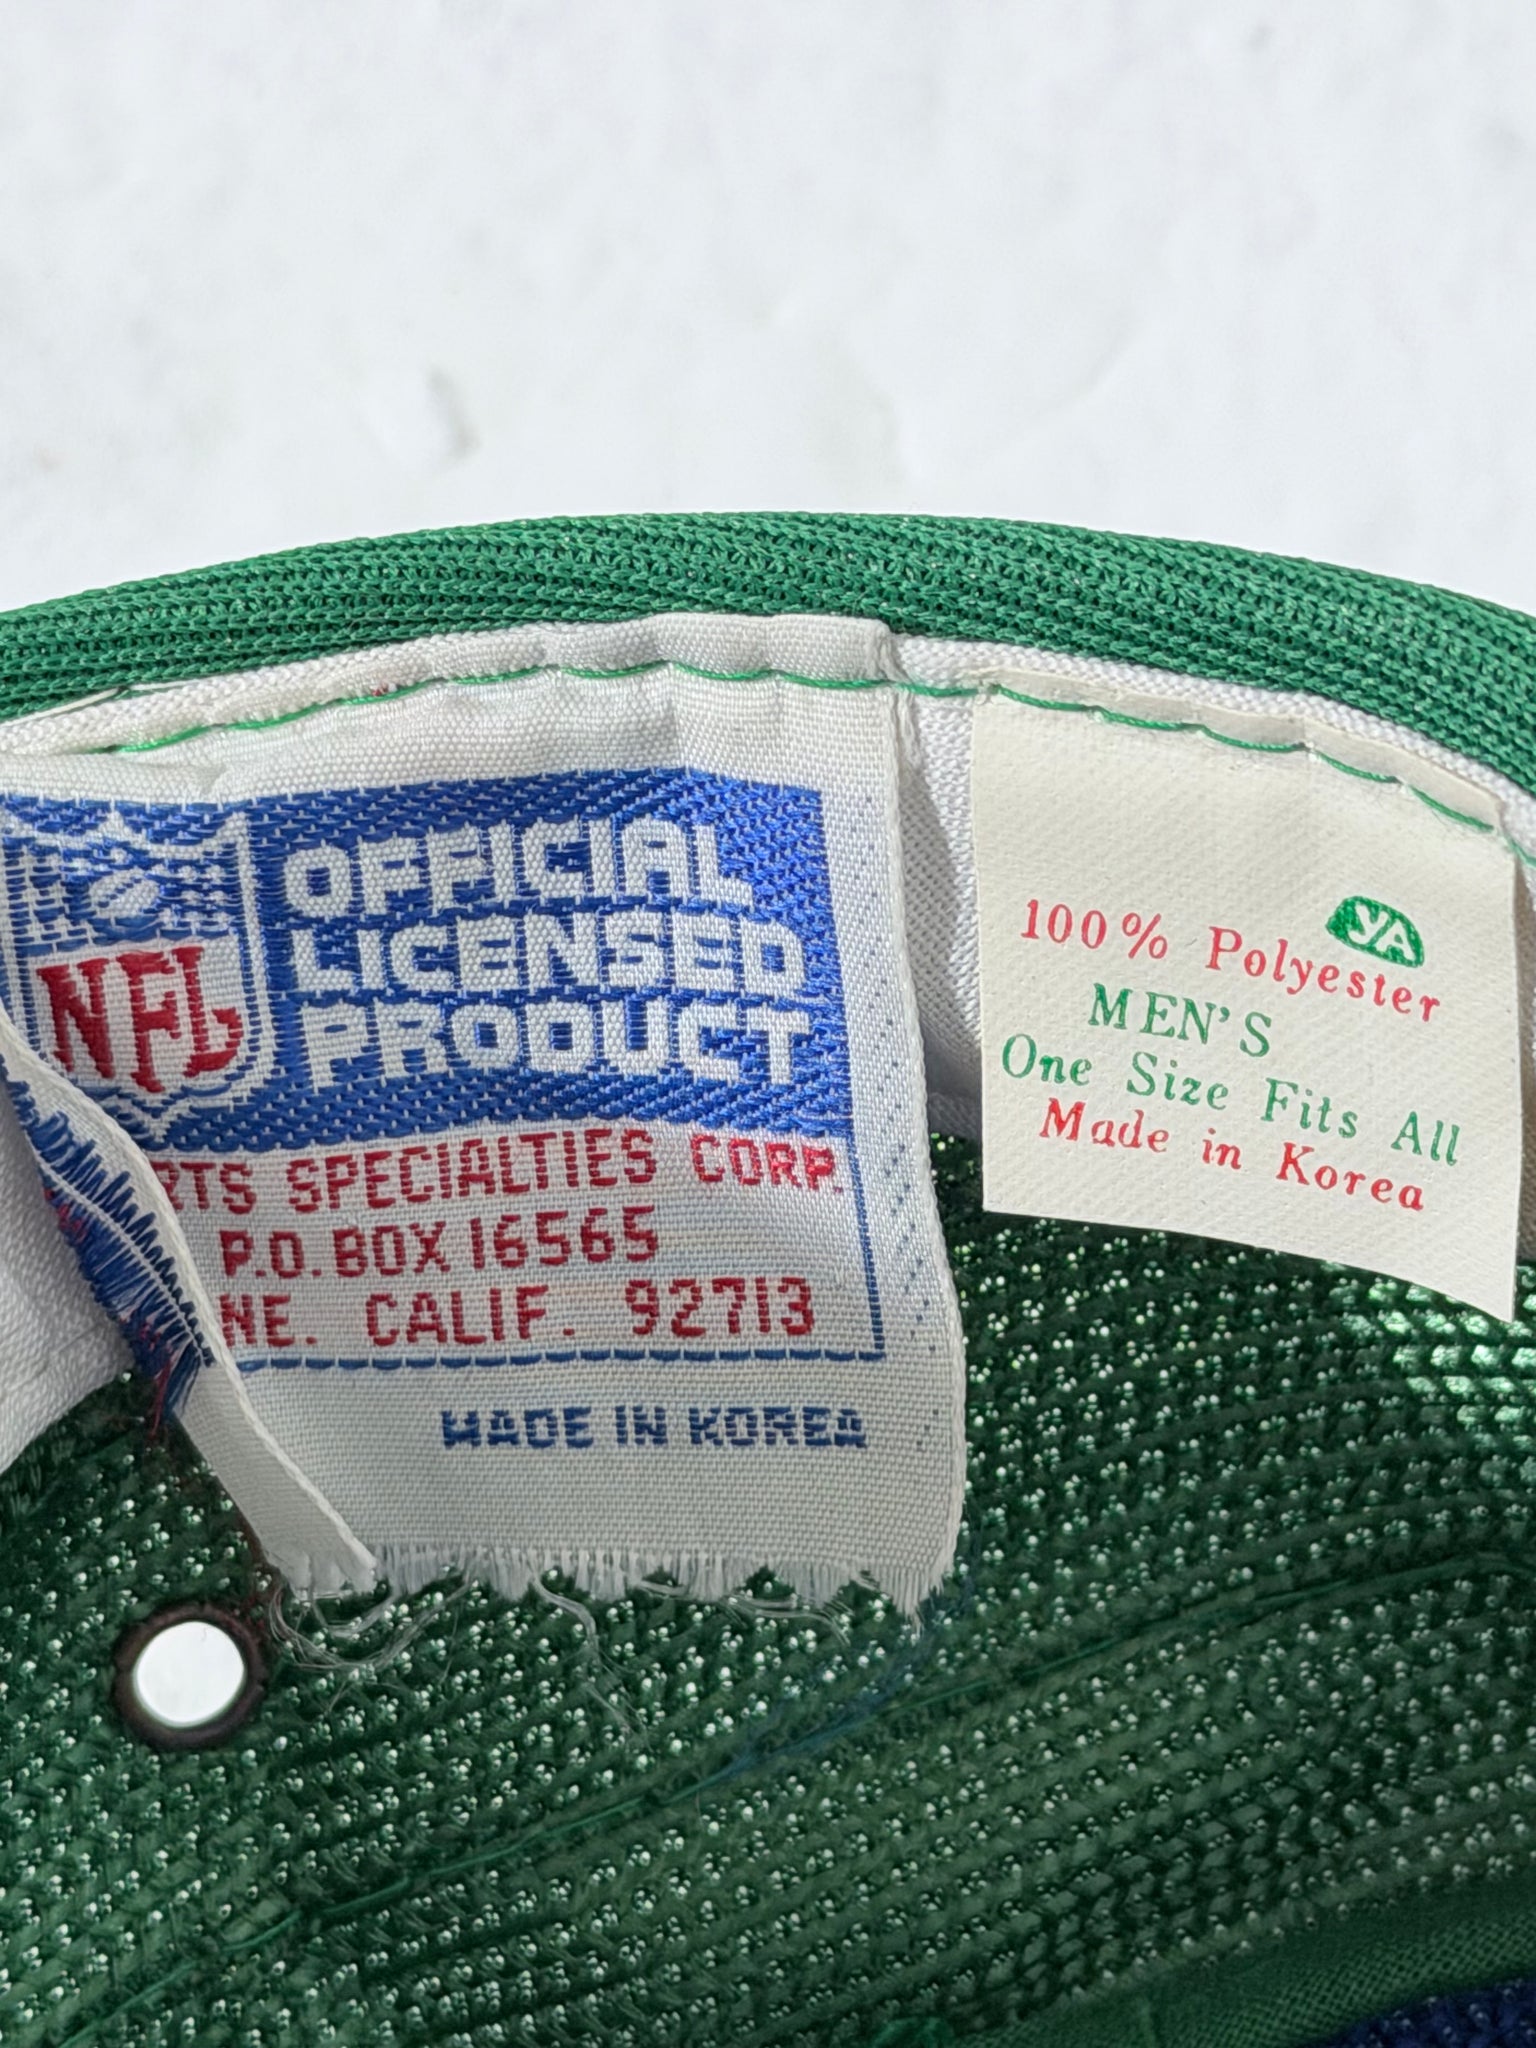 NFL
OFFICIAL
LICENSED
PRODUCT
RTS SPECIALTIES CORP.
P.O. BOX 16565
NE. CALIF. 92713
MADE IN KOREA
YA
100% Polyester
MEN'S
One Size Fits All
Made in Korea